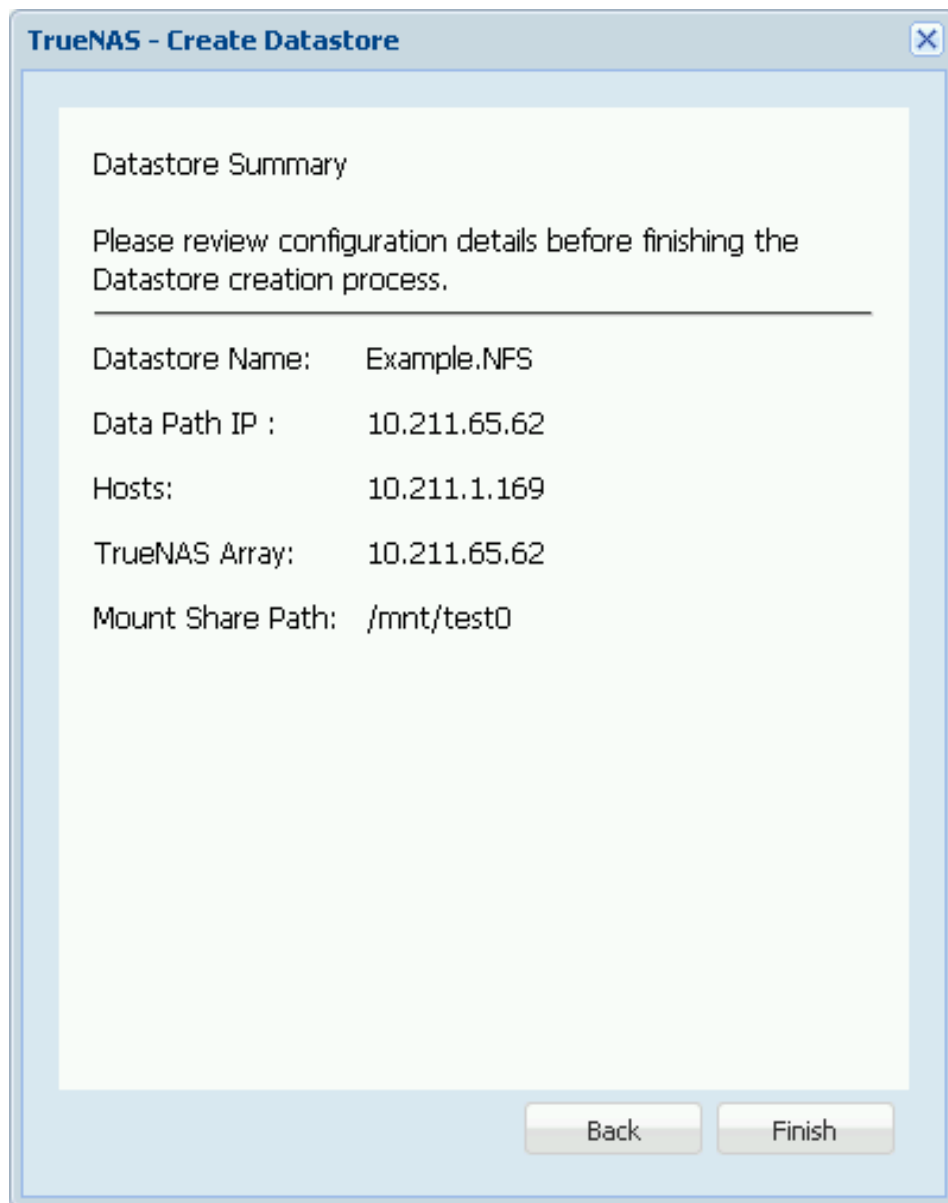 TrueNAS - Create Datastore
Datastore Summary
Please review configuration details before finishing the
Datastore creation process.
Datastore Name: Example.NFS
Data Path IP : 10.211.65.62
Hosts: 10.211.1.169
TrueNAS Array: 10.211.65.62
Mount Share Path: /mnt/test0
Back Finish